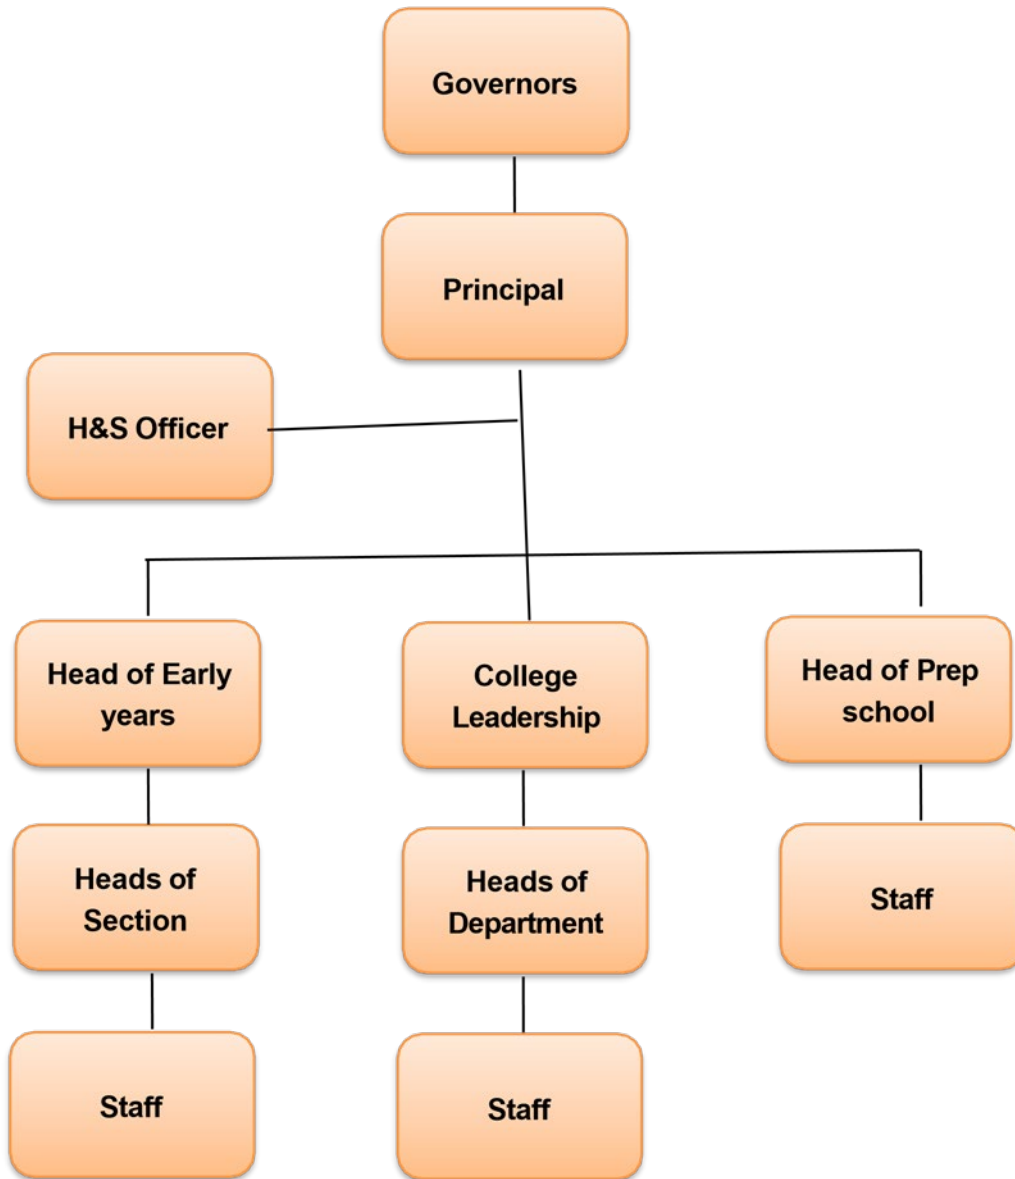 Governors
Principal
H&S Officer
Head of Early
years
College
Leadership
Head of Prep
school
Heads of
Section
Heads of
Department
Staff
Staff
Staff